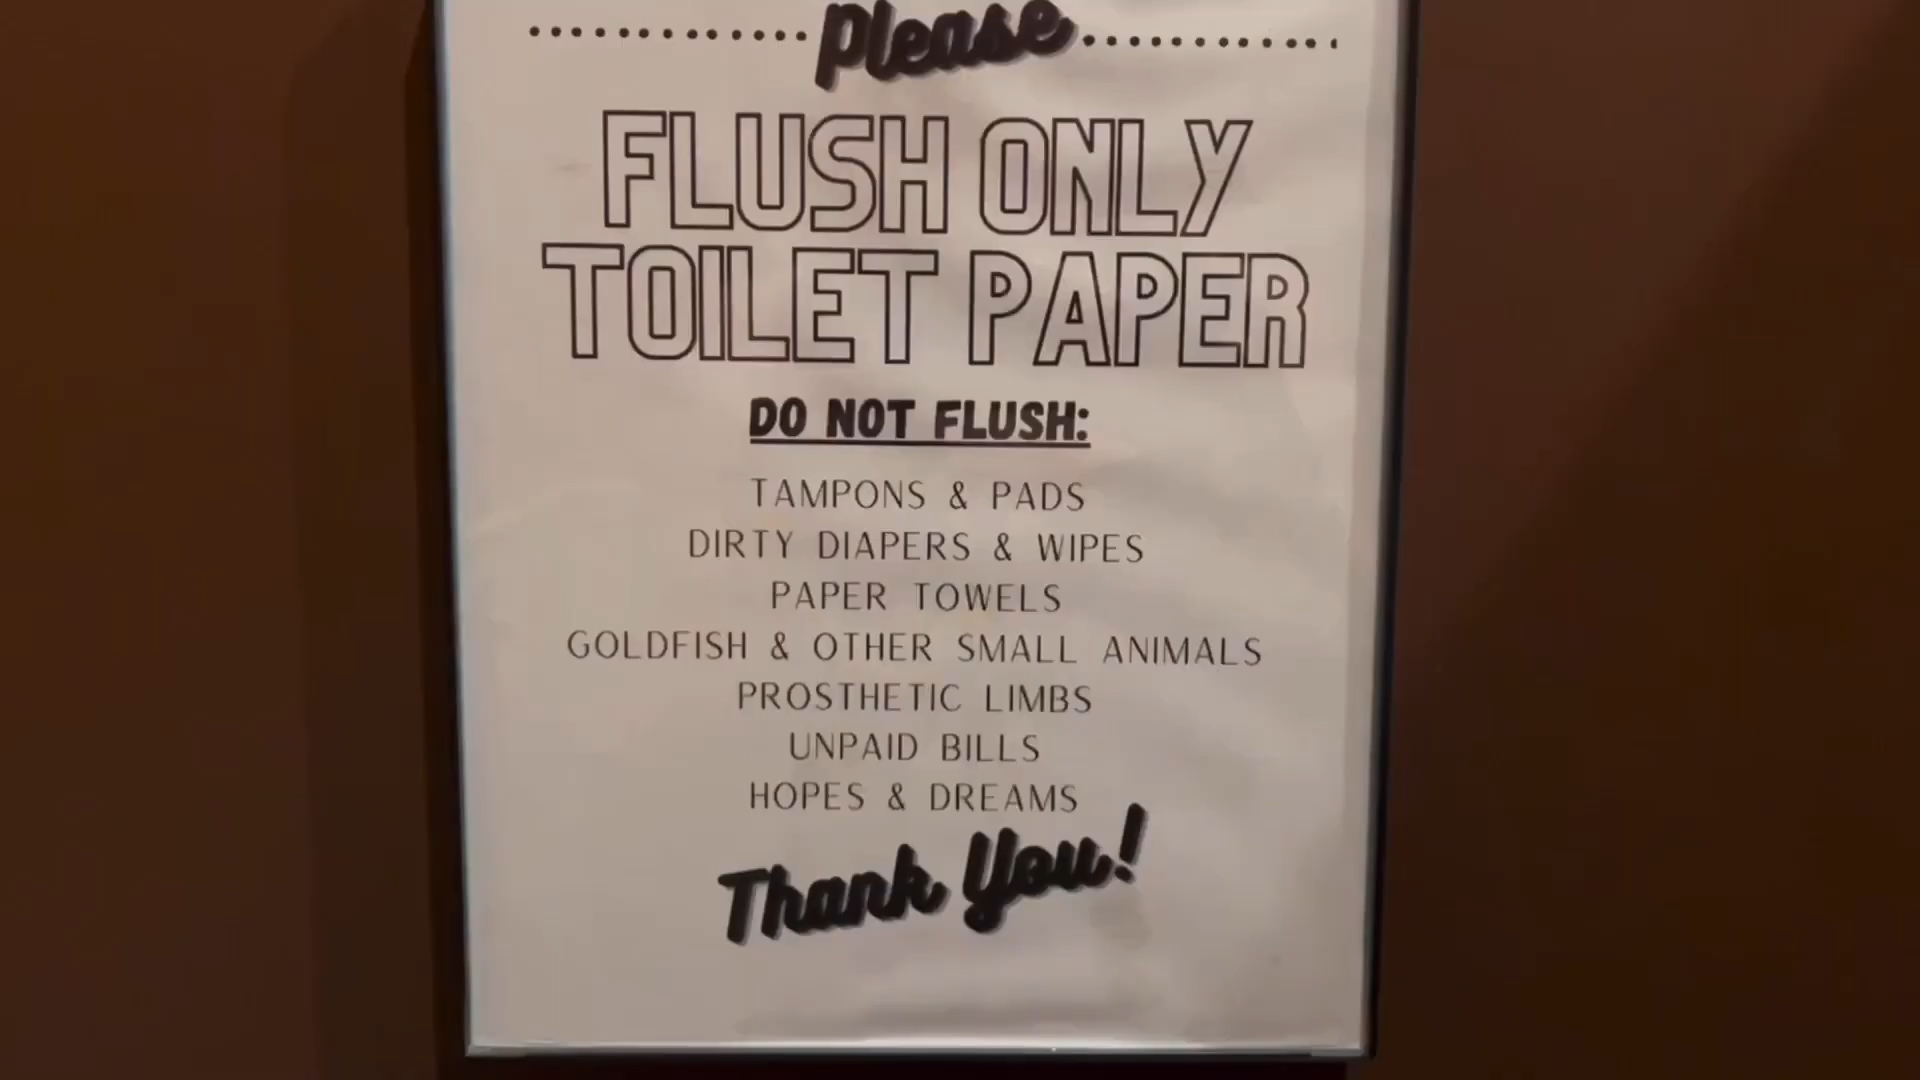 Please
FLUSH ONLY
TOILET PAPER
DO NOT FLUSH:
TAMPONS & PADS
DIRTY DIAPERS & WIPES
PAPER TOWELS
GOLDFISH & OTHER SMALL ANIMALS
PROSTHETIC LIMBS
UNPAID BILLS
HOPES & DREAMS
Thank You!